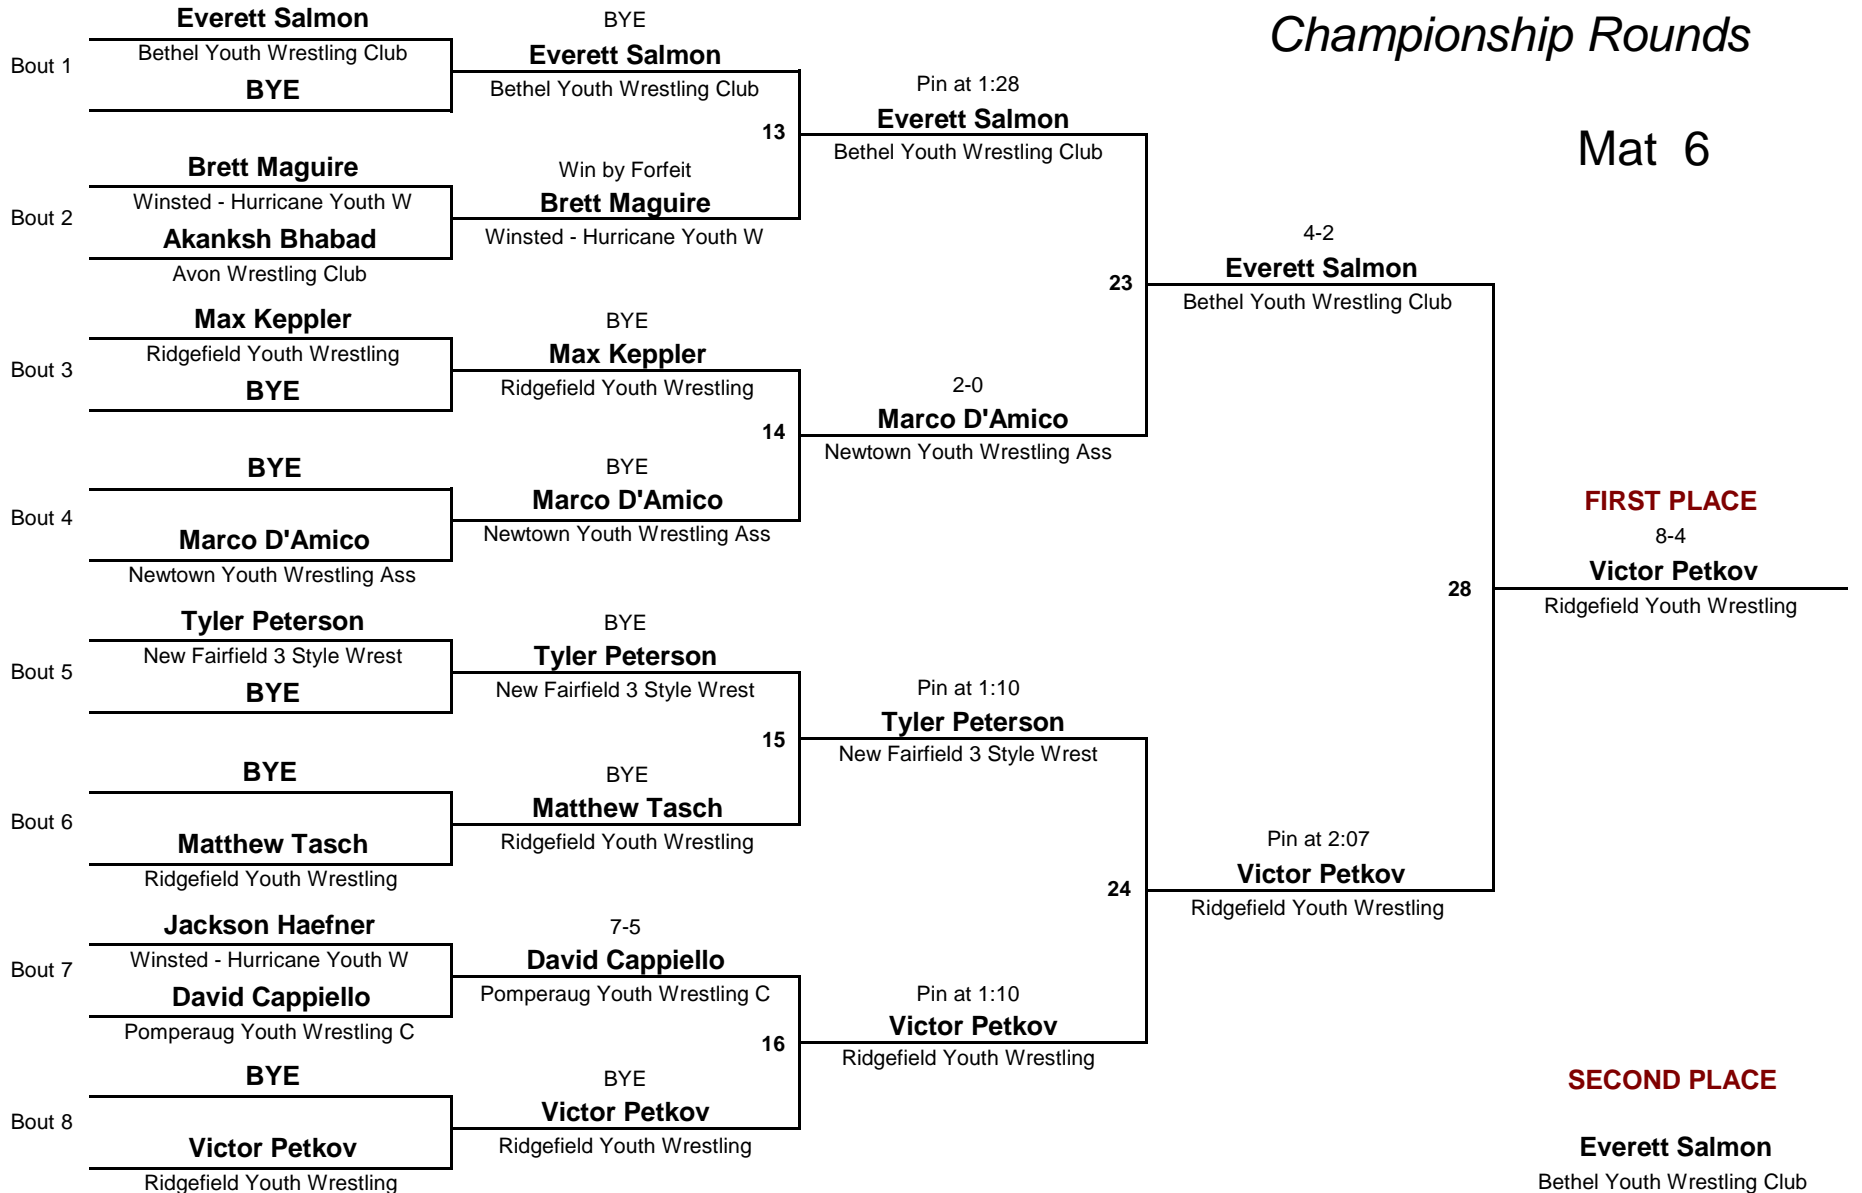 Championship Rounds
Mat 6
Bout 1
Everett Salmon
Bethel Youth Wrestling Club
BYE
Bout 2
Brett Maguire
Winsted - Hurricane Youth W
Akanksh Bhabad
Avon Wrestling Club
Bout 3
Max Keppler
Ridgefield Youth Wrestling
BYE
Bout 4
BYE
Marco D'Amico
Newtown Youth Wrestling Ass
Bout 5
Tyler Peterson
New Fairfield 3 Style Wrest
BYE
Bout 6
BYE
Matthew Tasch
Ridgefield Youth Wrestling
Bout 7
Jackson Haefner
Winsted - Hurricane Youth W
David Cappiello
Pomperaug Youth Wrestling C
Bout 8
BYE
Victor Petkov
Ridgefield Youth Wrestling
BYE
Everett Salmon
Bethel Youth Wrestling Club
13
Win by Forfeit
Brett Maguire
Winsted - Hurricane Youth W
BYE
Max Keppler
Ridgefield Youth Wrestling
14
BYE
Marco D'Amico
Newtown Youth Wrestling Ass
BYE
Tyler Peterson
New Fairfield 3 Style Wrest
15
BYE
Matthew Tasch
Ridgefield Youth Wrestling
7-5
David Cappiello
Pomperaug Youth Wrestling C
16
BYE
Victor Petkov
Ridgefield Youth Wrestling
Pin at 1:28
Everett Salmon
Bethel Youth Wrestling Club
23
2-0
Marco D'Amico
Newtown Youth Wrestling Ass
Pin at 1:10
Tyler Peterson
New Fairfield 3 Style Wrest
24
Pin at 1:10
Victor Petkov
Ridgefield Youth Wrestling
4-2
Everett Salmon
Bethel Youth Wrestling Club
28
Pin at 2:07
Victor Petkov
Ridgefield Youth Wrestling
FIRST PLACE
8-4
Victor Petkov
Ridgefield Youth Wrestling
SECOND PLACE
Everett Salmon
Bethel Youth Wrestling Club